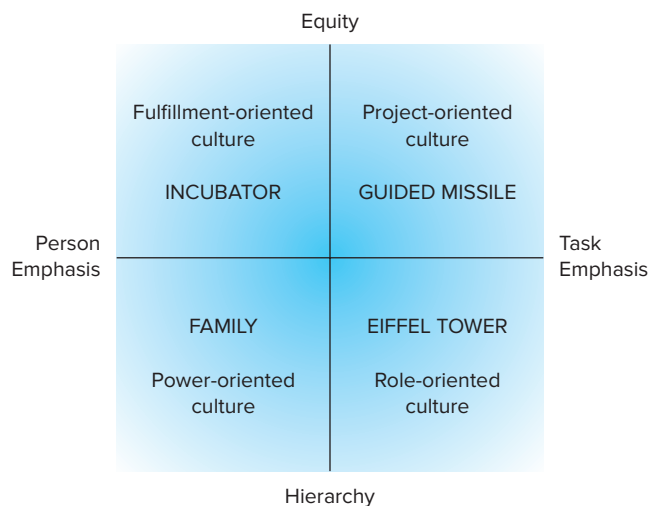 Equity
Fulfillment-oriented
culture
Project-oriented
culture
INCUBATOR
GUIDED MISSILE
Person
Emphasis
Task
Emphasis
FAMILY
EIFFEL TOWER
Power-oriented
culture
Role-oriented
culture
Hierarchy